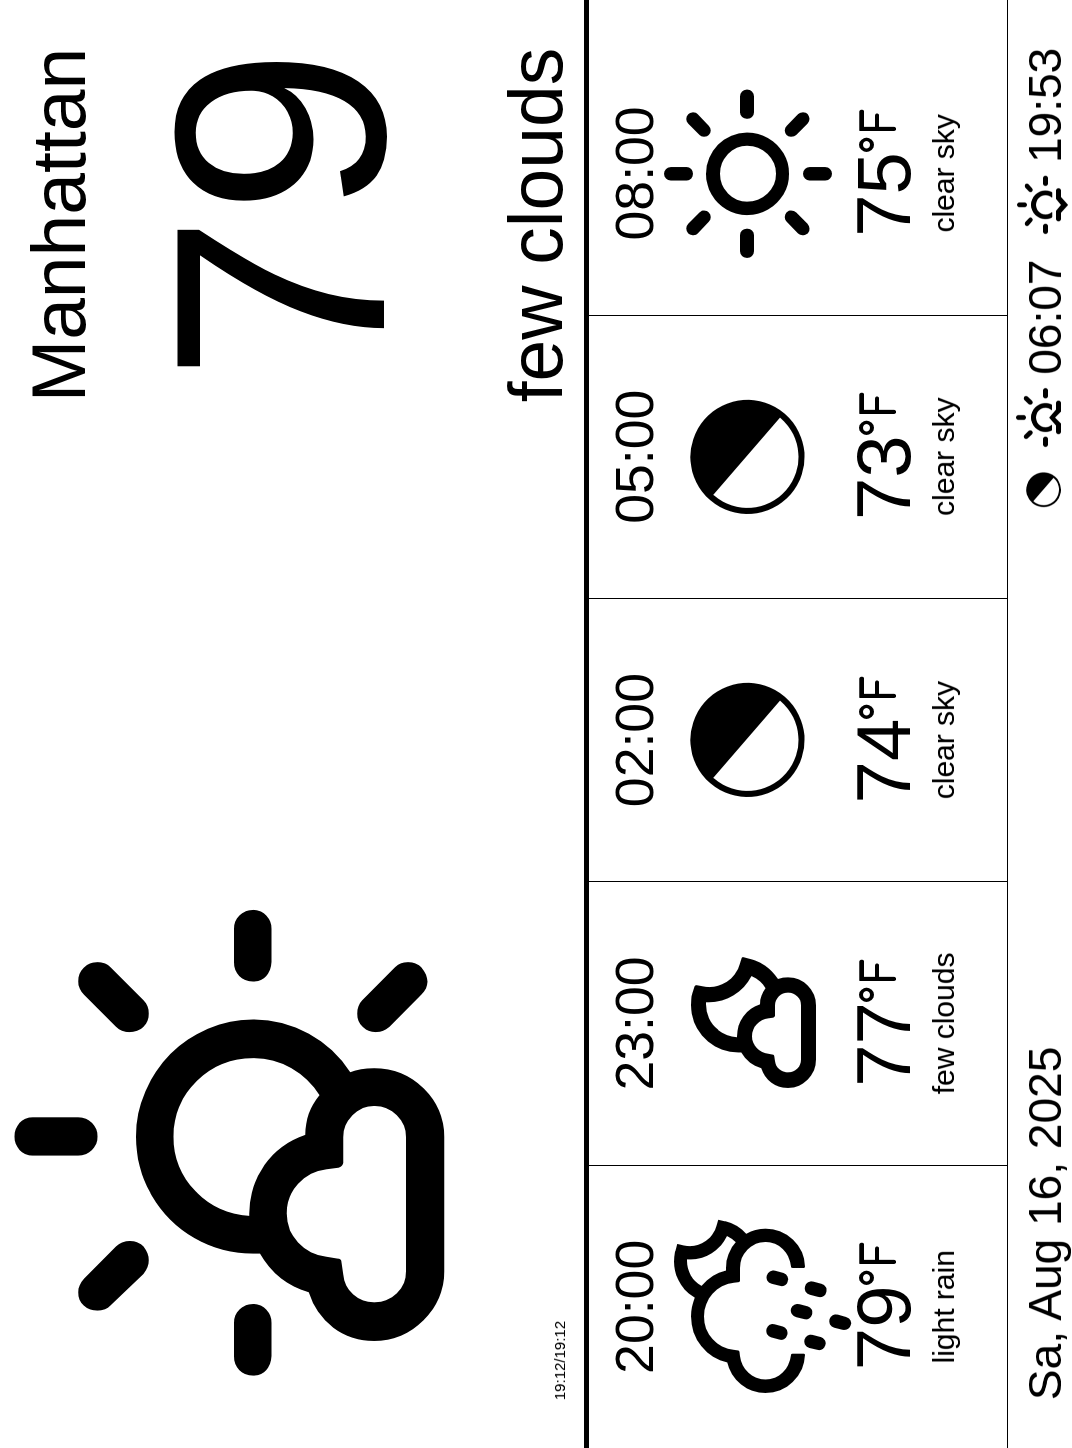 Manhattan
79
few clouds
19:12/19:12
20:00
79°F
light rain
23:00
77°F
few clouds
02:00
74°F
clear sky
05:00
73°F
clear sky
08:00
75°F
clear sky
Sa, Aug 16, 2025
06:07
19:53